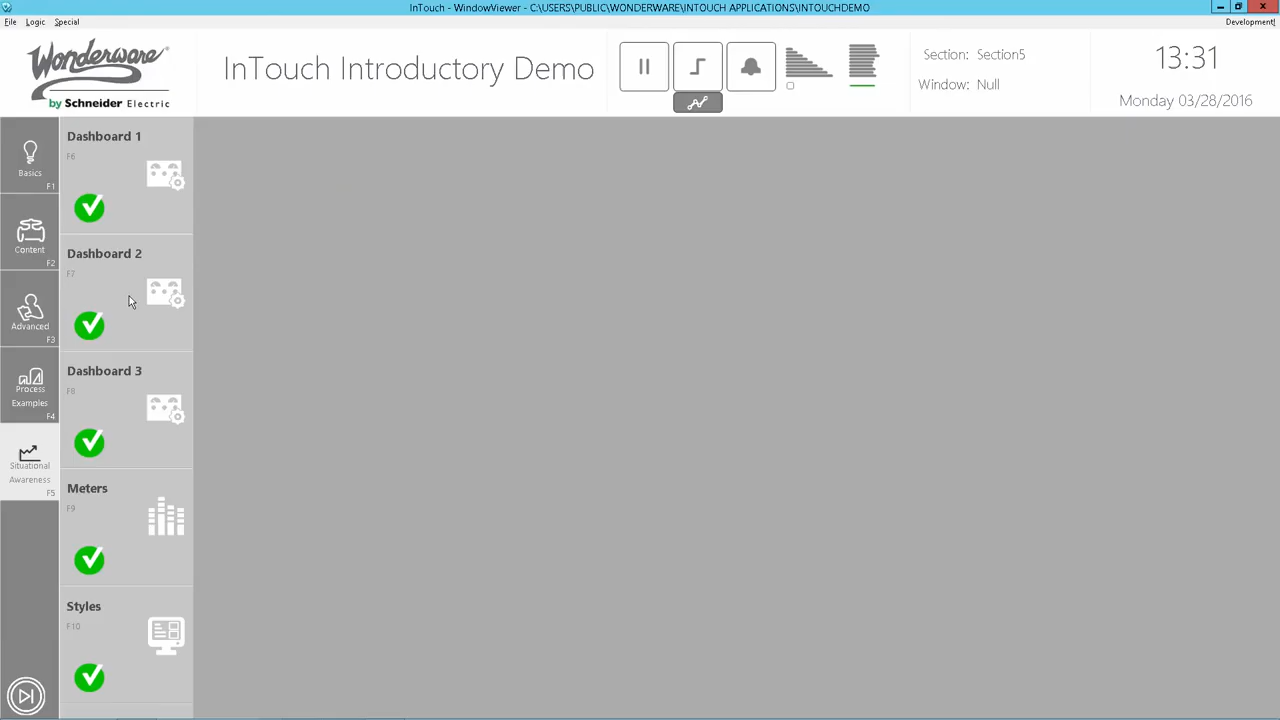 InTouch - WindowViewer - C:\USERS\PUBLIC\WONDERWARE\INTOUCH APPLICATIONS\INTOUCHDEMO
File Logic Special
Development
Wonderware
by Schneider Electric
InTouch Introductory Demo
Section: Section5
Window: Null
13:31
Monday 03/28/2016
Basics
F1
Content
F2
Advanced
F3
Process
Examples
F4
Situational
Awareness
F5
Dashboard 1
F6
Dashboard 2
F7
Dashboard 3
F8
Meters
F9
Styles
F10